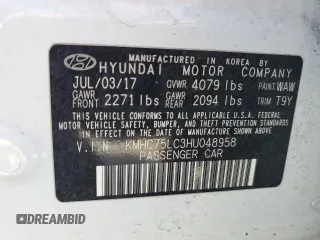 MANUFACTURED IN KOREA BY
HYUNDAI MOTOR COMPANY
JUL/03/17 GVWR 4079 lbs PAINT WAW
GAWR FRONT 2271 lbs GAWR REAR 2094 lbs TRIM T9Y
THIS VEHICLE CONFORMS TO ALL APPLICABLE FEDERAL
MOTOR VEHICLE SAFETY, BUMPER, AND THEFT PREVENTION
STANDARDS IN EFFECT ON THE DATE OF MANUFACTURE SHOWN ABOVE.
V.I.N KMHC75LC3HU048958
PASSENGER CAR
DRIVEBIDAMERICA